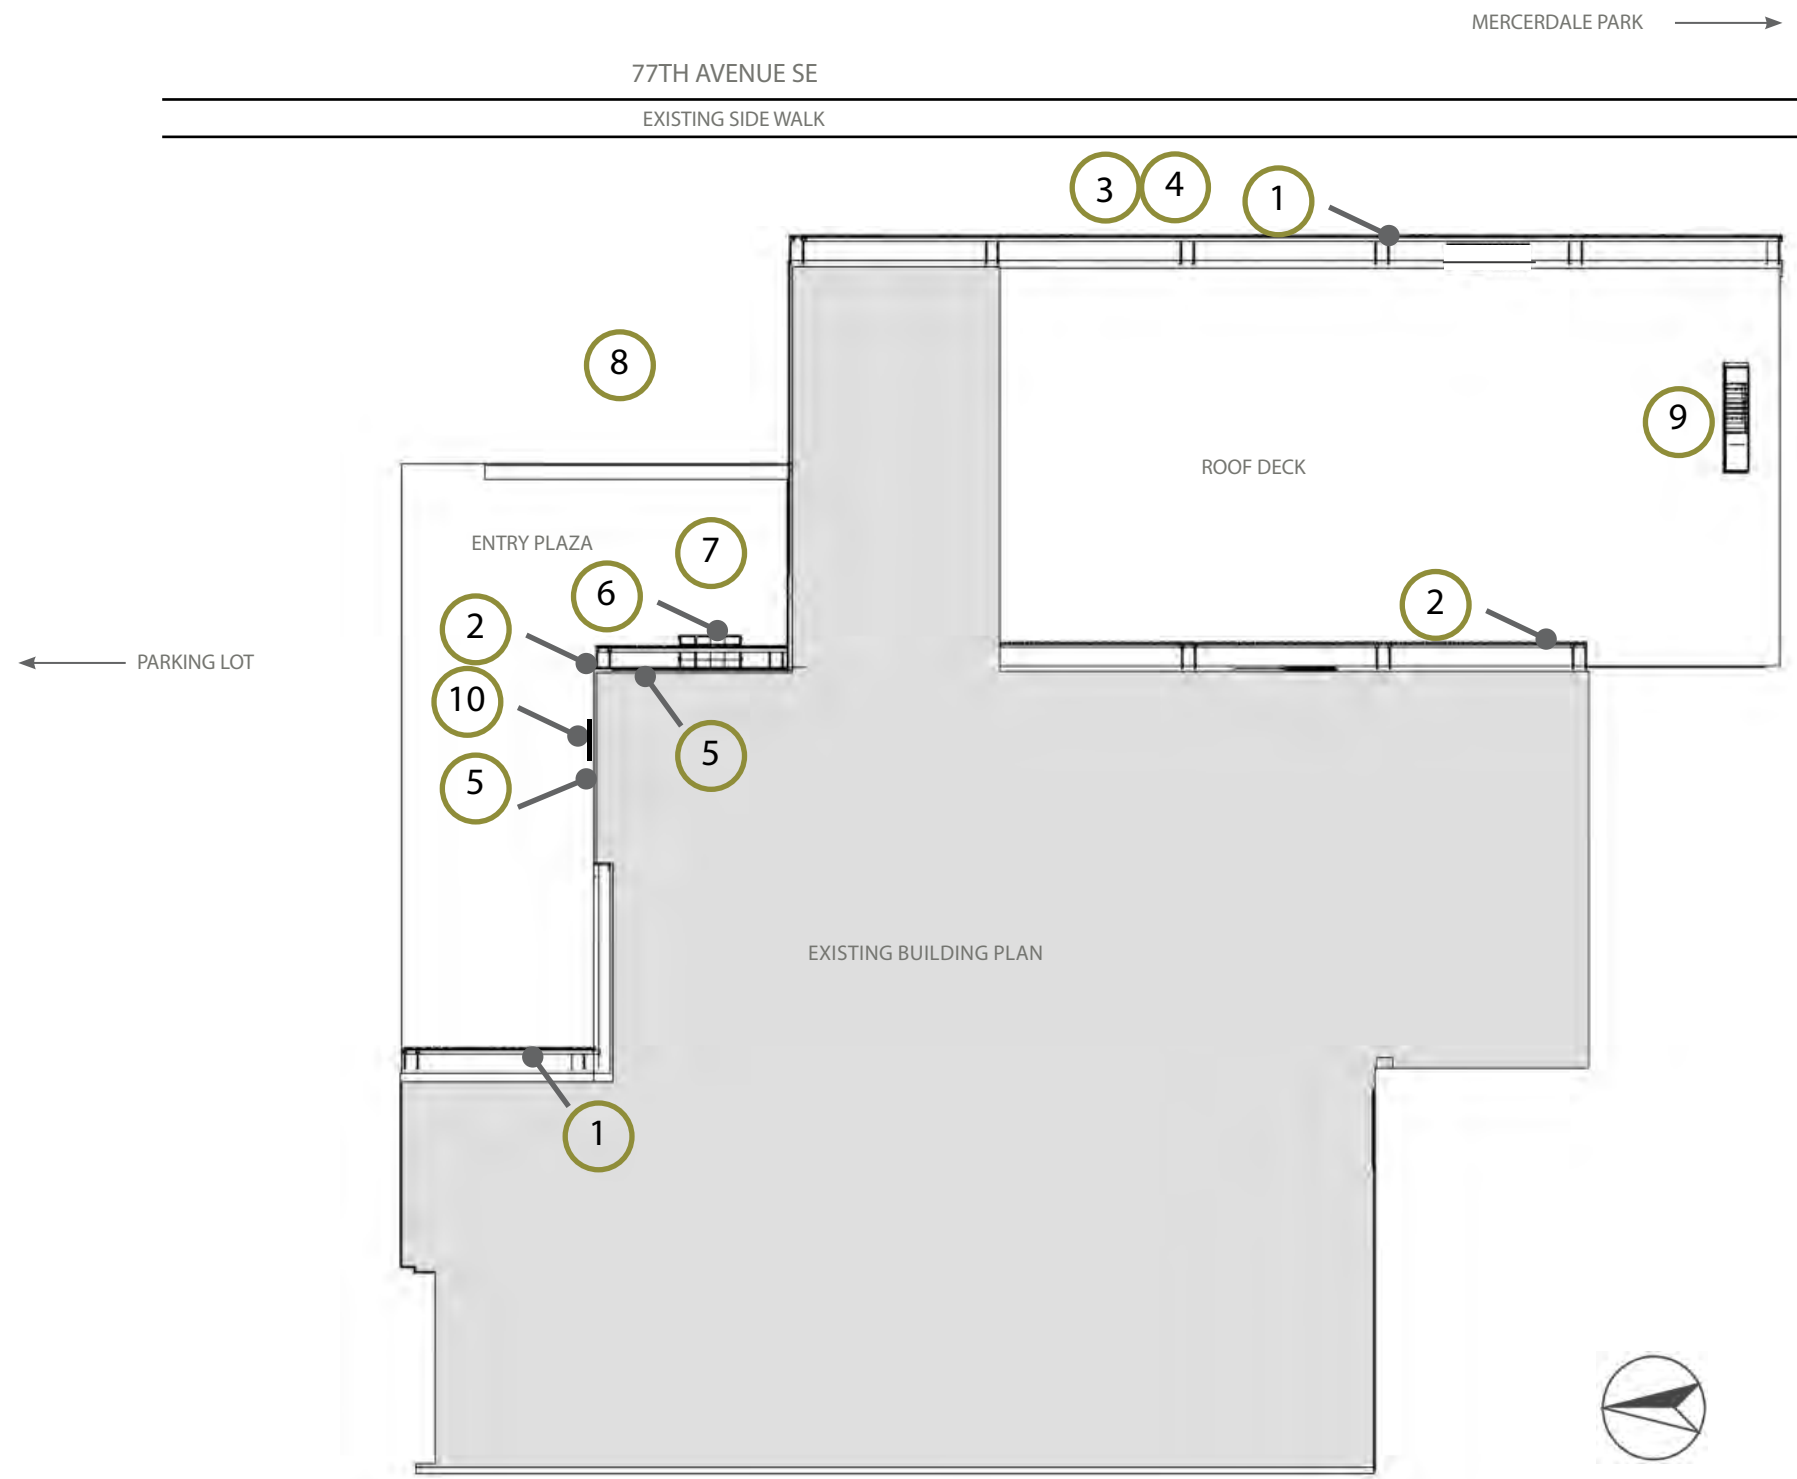 MERCERDALE PARK
77TH AVENUE SE
EXISTING SIDE WALK
3
4
1
8
9
ROOF DECK
ENTRY PLAZA
7
6
2
2
PARKING LOT
10
5
5
EXISTING BUILDING PLAN
1